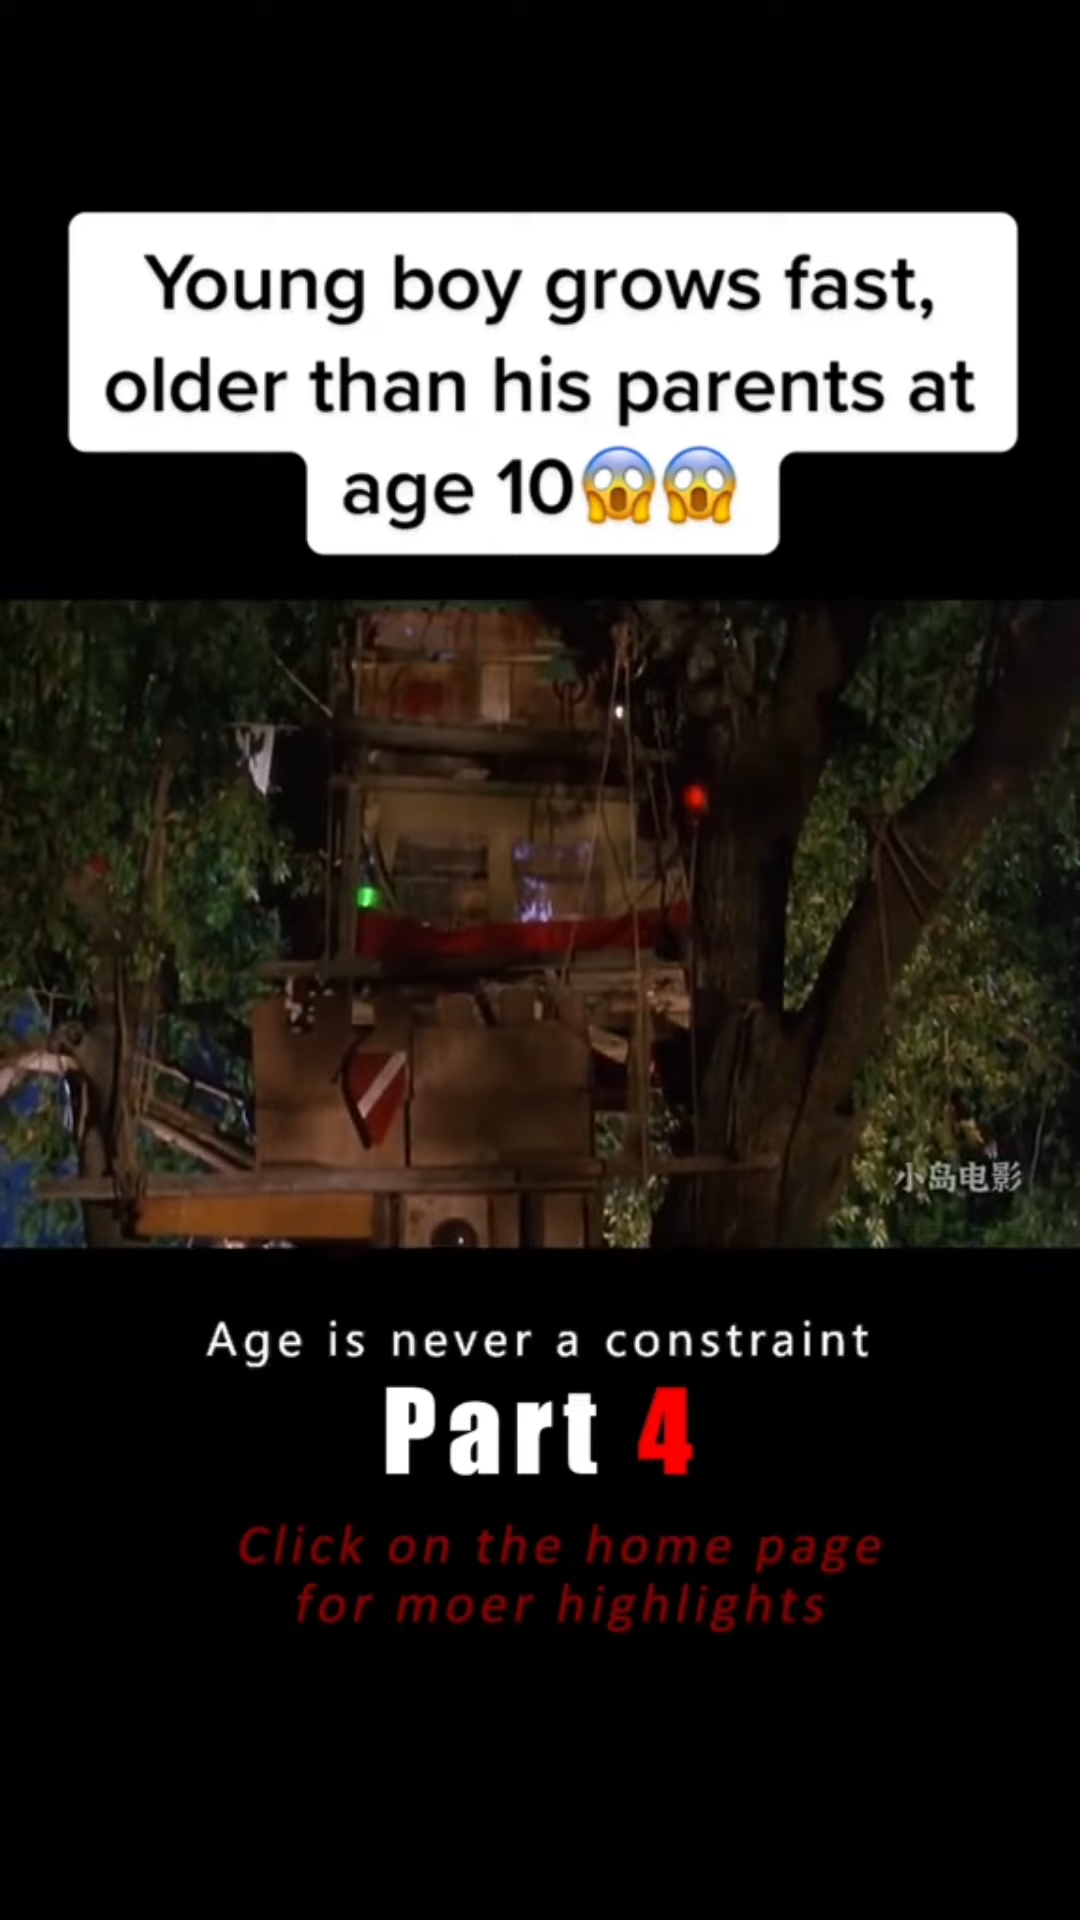 Young boy grows fast,
older than his parents at
age 10😱😱
小岛电影
Age is never a constraint
Part 4
Click on the home page
for moer highlights